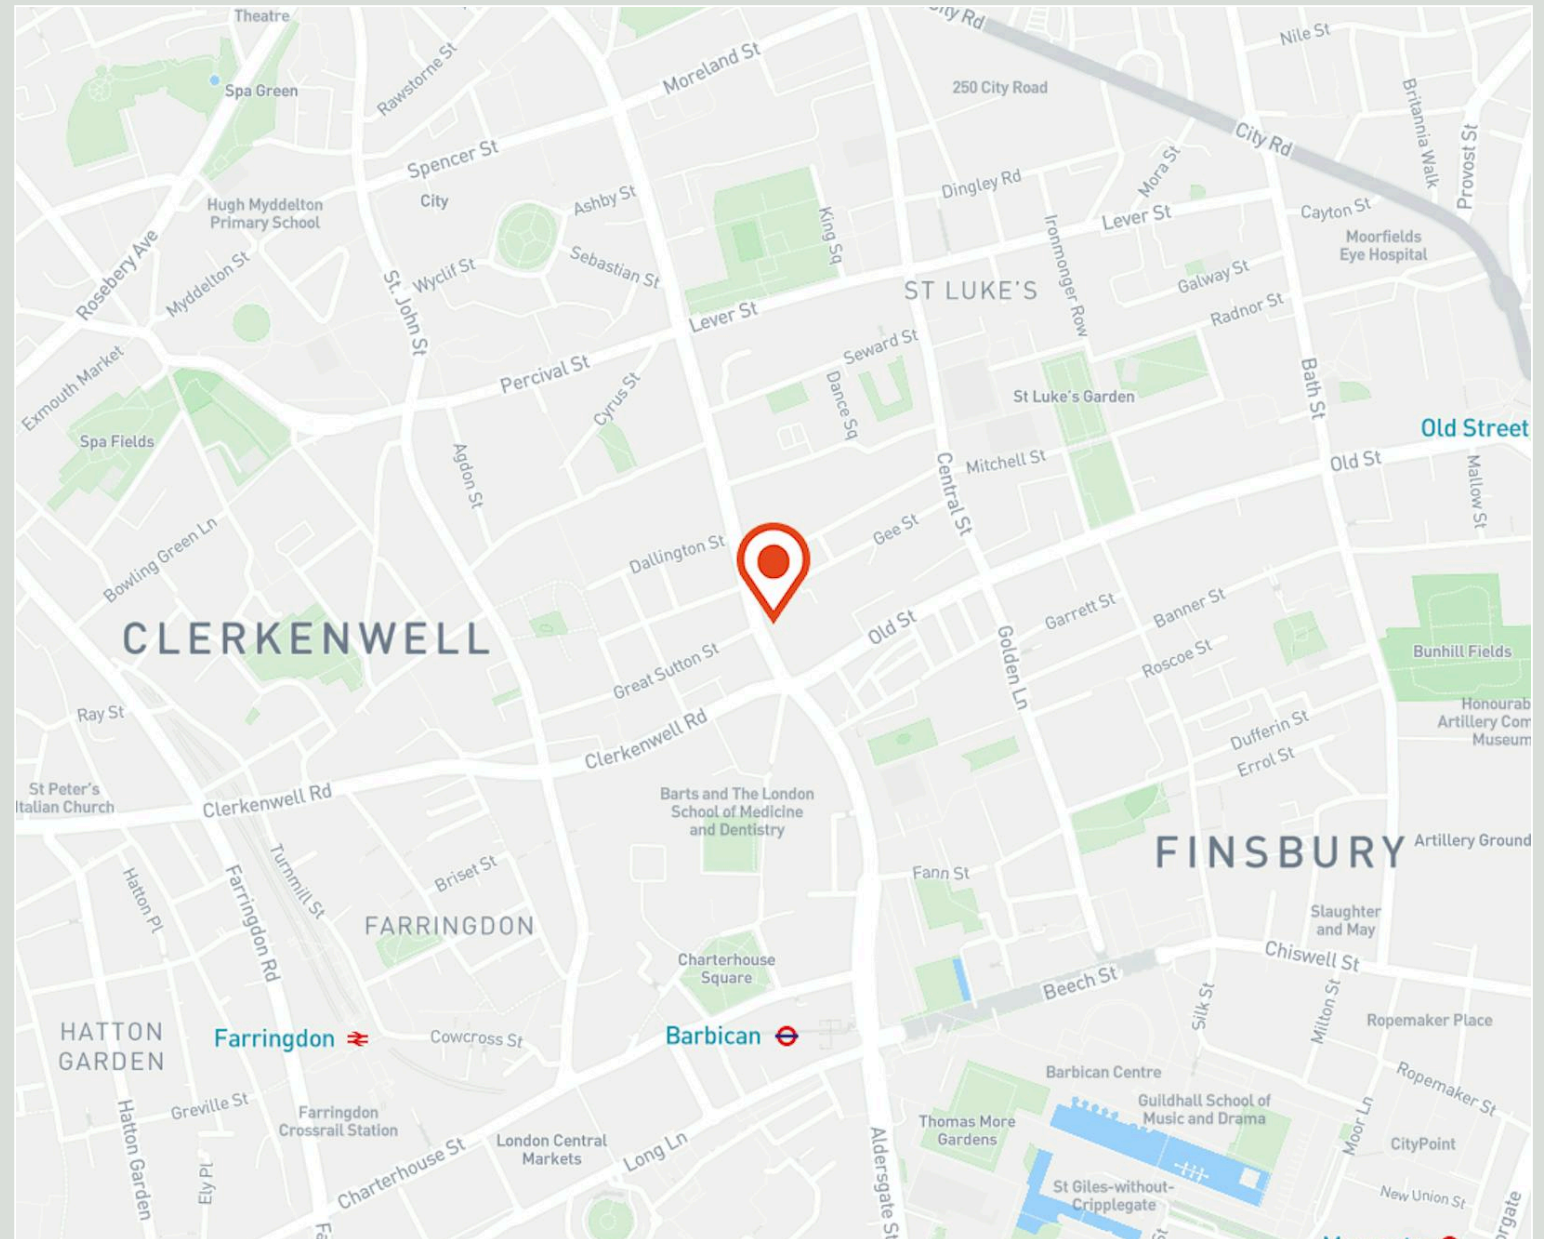 Theatre
City Rd
Nile St
Moreland St
Rawstorne St
Spa Green
250 City Road
Britannia Walk
Provost St
City Rd
Spencer St
City
Ashby St
Mora St
Dingley Rd
Hugh Myddelton
Primary School
King Sq
Lever St
Cayton St
Ironmonger Row
Moorfields
Eye Hospital
Rosebery Ave
Myddelton St
Wyclif St
Sebastian St
St. John St
ST LUKE'S
Galway St
Radnor St
Lever St
Seward St
Exmouth Market
Percival St
Cyrus St
Dance Sq
St Luke's Garden
Bath St
Spa Fields
Old Street
Agdon St
Mitchell St
Old St
Central St
Mallow St
Bowling Green Ln
Dallington St
Gee St
CLERKENWELL
Old St
Garrett St
Banner St
Great Sutton St
Golden Ln
Roscoe St
Bunhill Fields
Ray St
Honourab
Artillery Com
Museum
Clerkenwell Rd
Dufferin St
Errol St
St Peter's
Italian Church
Clerkenwell Rd
Barts and The London
School of Medicine
and Dentistry
FINSBURY
Artillery Ground
Hatton Pl
Farringdon Rd
Turnmill St
Briset St
Fann St
FARRINGDON
Slaughter
and May
Charterhouse
Square
Chiswell St
Beech St
Silk St
Milton St
HATTON
GARDEN
Farringdon
Cowcross St
Barbican
Ropemaker Place
Barbican Centre
Ropemaker St
Greville St
Hatton Garden
Farringdon
Crossrail Station
Guildhall School of
Music and Drama
Moor Ln
Thomas More
Gardens
London Central
Markets
Long Ln
Aldersgate St
CityPoint
Ely Pl
Charterhouse St
St Giles-without-
Cripplegate
New Union St
orgate
Fa
St